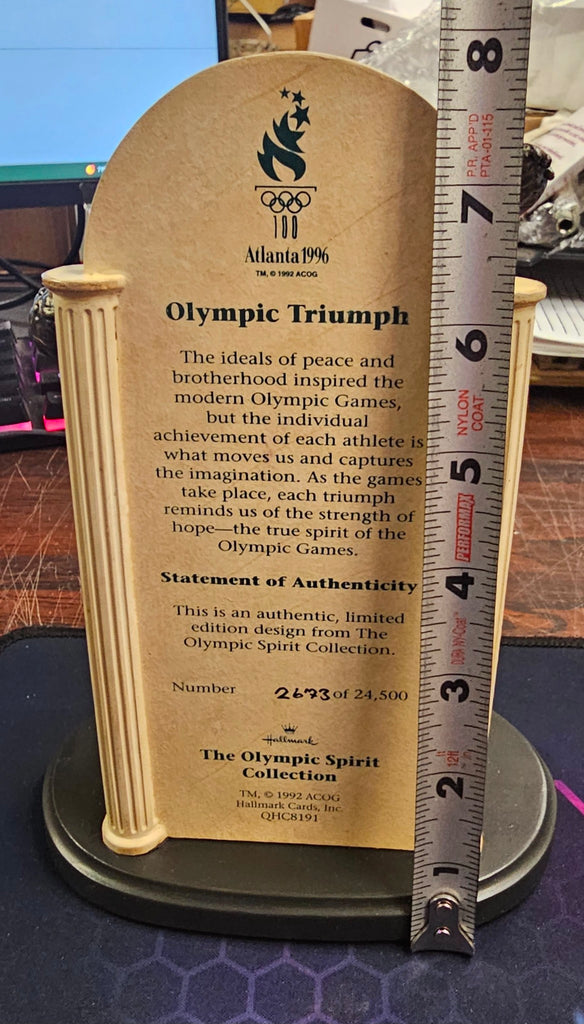 Atlanta 1996
TM, © 1992 ACOG
Olympic Triumph
The ideals of peace and
brotherhood inspired the
modern Olympic Games,
but the individual
achievement of each athlete is
what moves us and captures
the imagination. As the games
take place, each triumph
reminds us of the strength of
hope—the true spirit of the
Olympic Games.
Statement of Authenticity
This is an authentic, limited
edition design from The
Olympic Spirit Collection.
Number 2673 of 24,500
Hallmark
The Olympic Spirit
Collection
TM, © 1992 ACOG
Hallmark Cards, Inc.
QHC8191
8
P.R. APP'D
PTA-01-115
7
6
NYLON
COAT
5
PERFORMAX
4
3
12ft
2
1